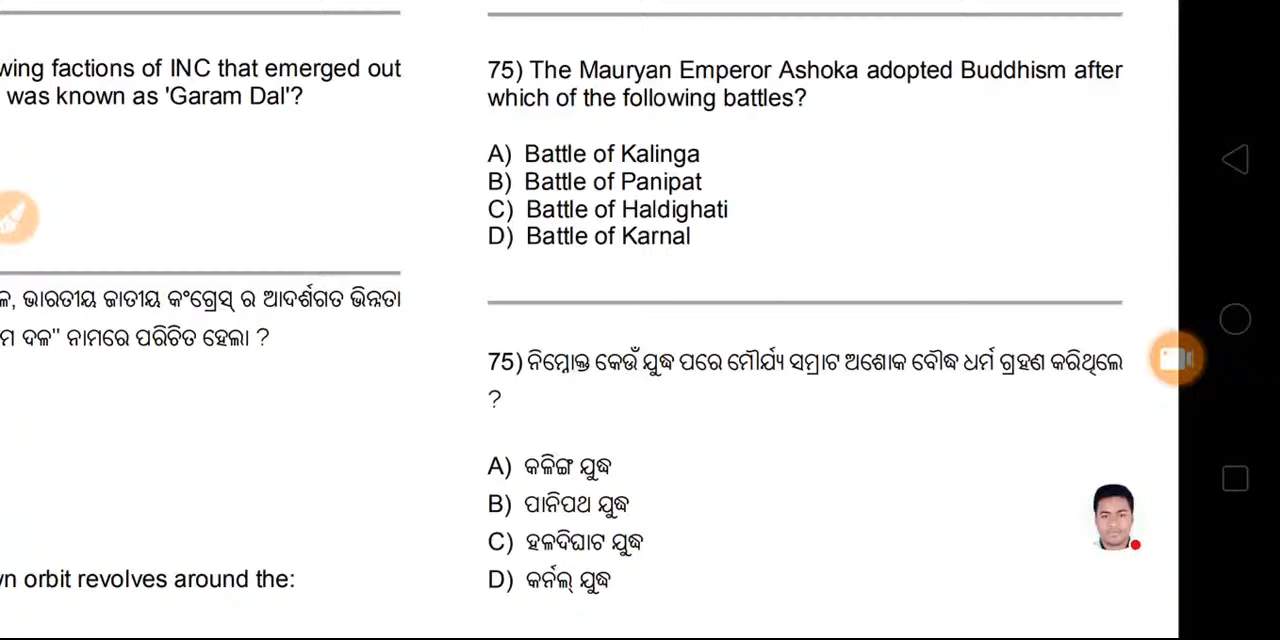 wing factions of INC that emerged out
was known as 'Garam Dal'?
ଳ, ଭାରତୀୟ ଜାତୀୟ କଂଗ୍ରେସ୍ ର ଆଦର୍ଶଗତ ଭିନ୍ନତା
ମ ଦଳ" ନାମରେ ପରିଚିତ ହେଲା ?
n orbit revolves around the:
75) The Mauryan Emperor Ashoka adopted Buddhism after
which of the following battles?
A) Battle of Kalinga
B) Battle of Panipat
C) Battle of Haldighati
D) Battle of Karnal
75) ନିମ୍ନୋକ୍ତ କେଉଁ ଯୁଦ୍ଧ ପରେ ମୌର୍ଯ୍ୟ ସମ୍ରାଟ ଅଶୋକ ବୌଦ୍ଧ ଧର୍ମ ଗ୍ରହଣ କରିଥିଲେ
?
A) କଳିଙ୍ଗ ଯୁଦ୍ଧ
B) ପାନିପଥ ଯୁଦ୍ଧ
C) ହଳଦିଘାଟ ଯୁଦ୍ଧ
D) କର୍ନଲ୍ ଯୁଦ୍ଧ